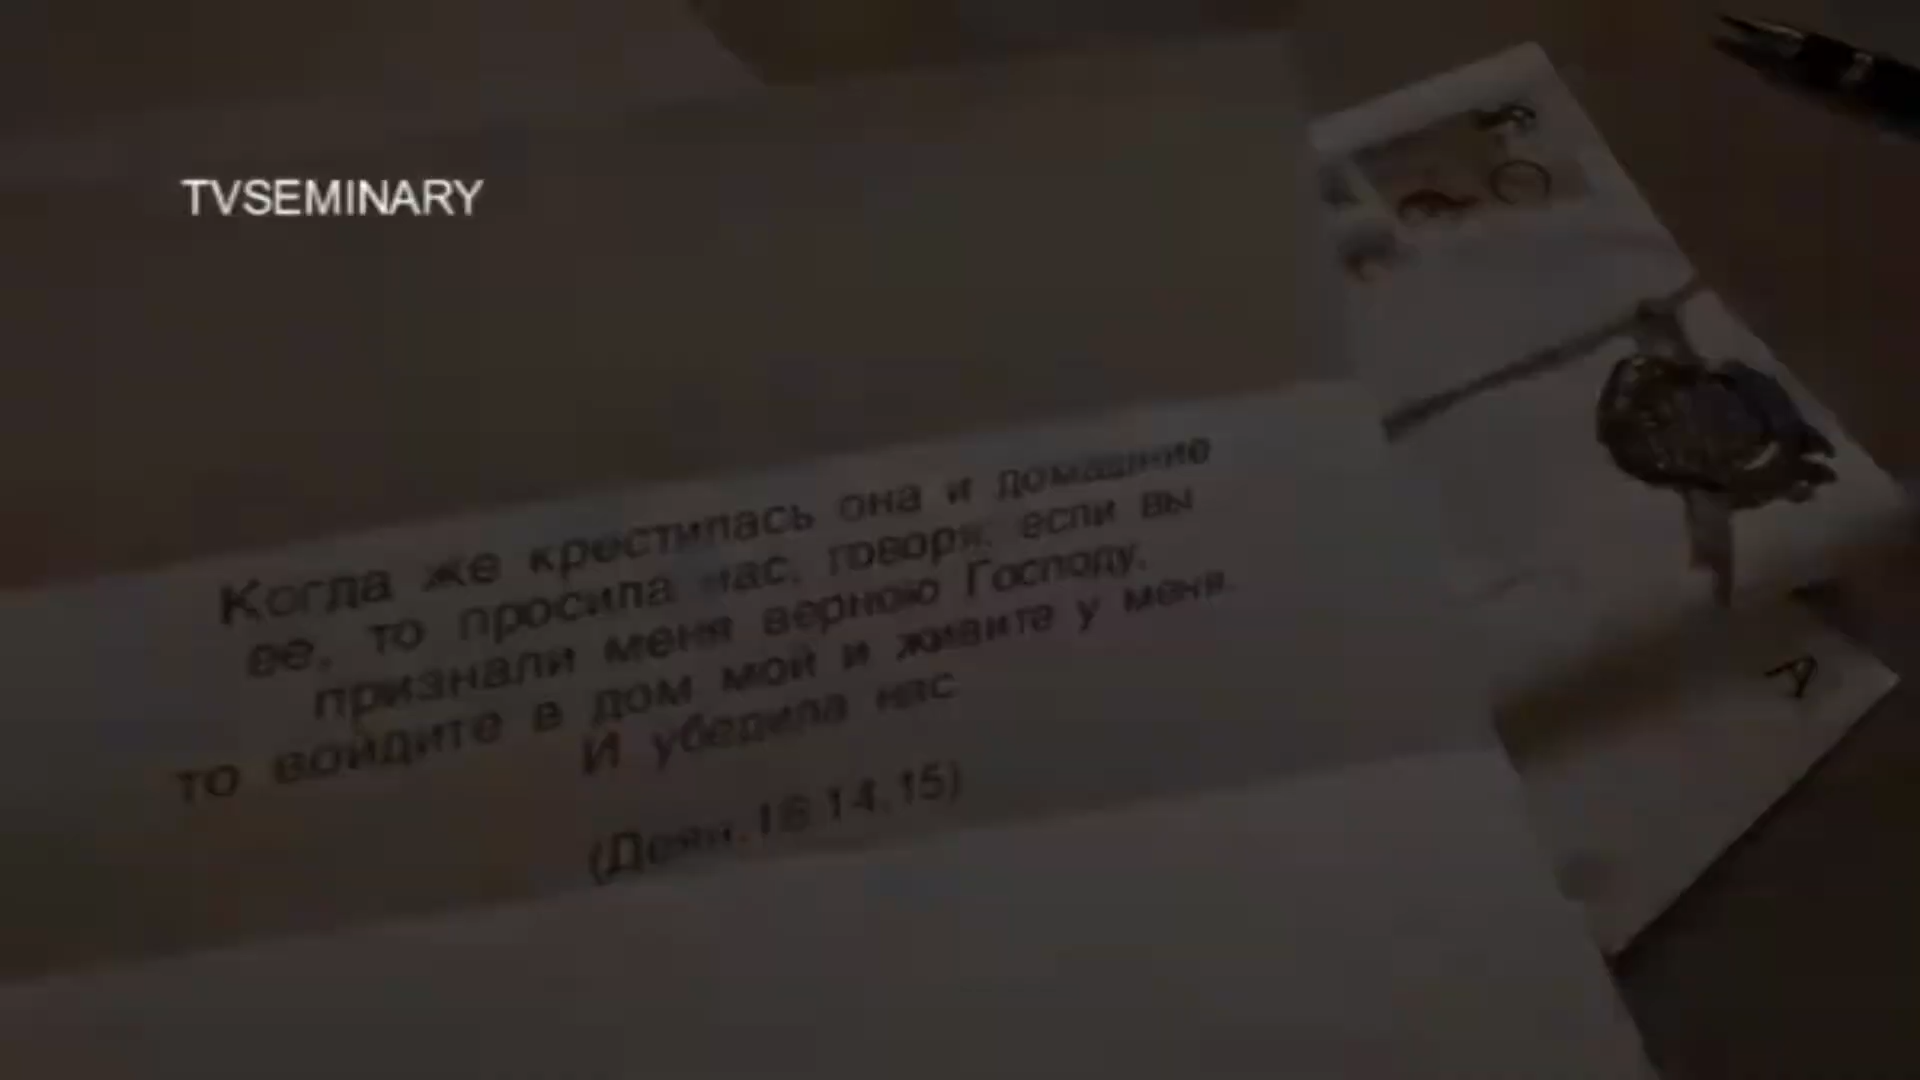 TVSEMINARY
Когда же крестилась она и домашние
ее, то просила нас, говоря: если вы
признали меня верною Господу,
то войдите в дом мой и живите у меня.
И убедила нас
(Деян.16:14,15)